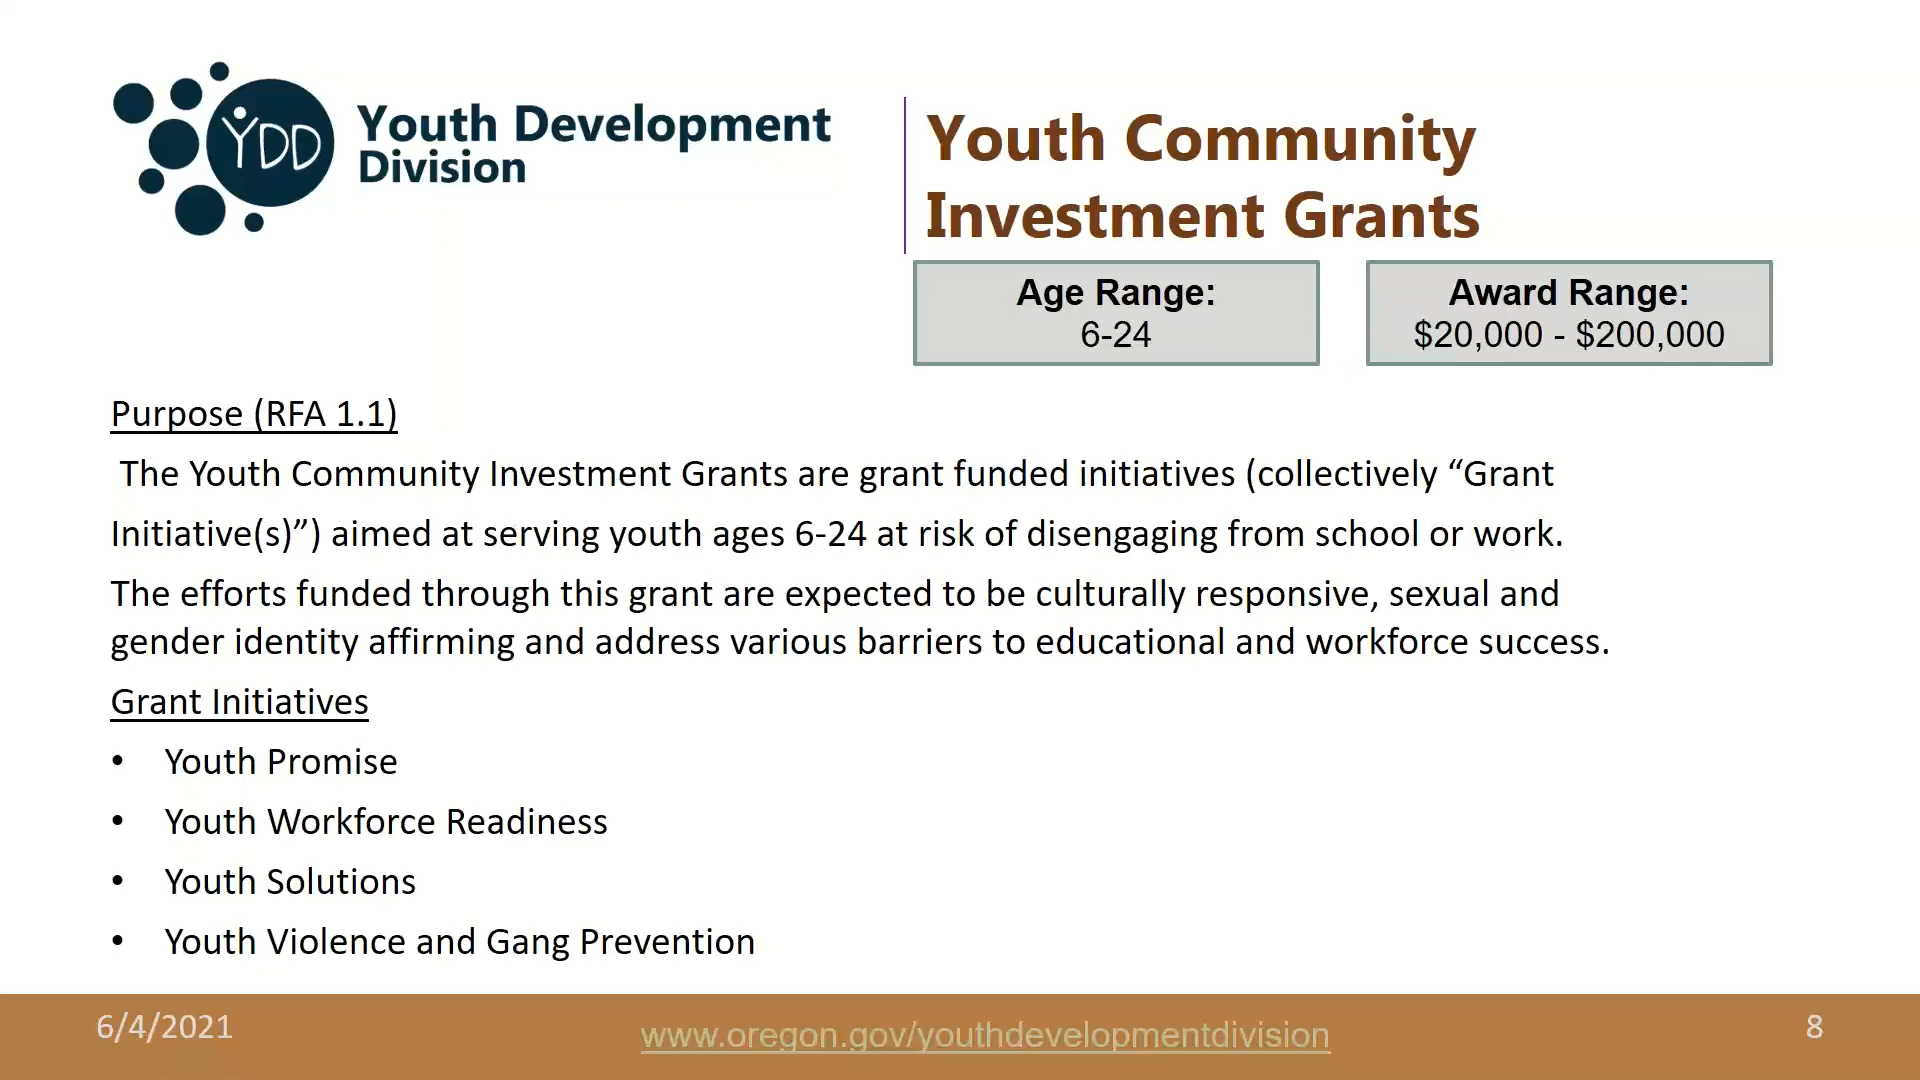 YDD
Youth Development
Division
Youth Community
Investment Grants
Age Range:
6-24
Award Range:
$20,000 - $200,000
Purpose (RFA 1.1)
The Youth Community Investment Grants are grant funded initiatives (collectively “Grant
Initiative(s)”) aimed at serving youth ages 6-24 at risk of disengaging from school or work.
The efforts funded through this grant are expected to be culturally responsive, sexual and
gender identity affirming and address various barriers to educational and workforce success.
Grant Initiatives
• Youth Promise
• Youth Workforce Readiness
• Youth Solutions
• Youth Violence and Gang Prevention
6/4/2021
www.oregon.gov/youthdevelopmentdivision
8